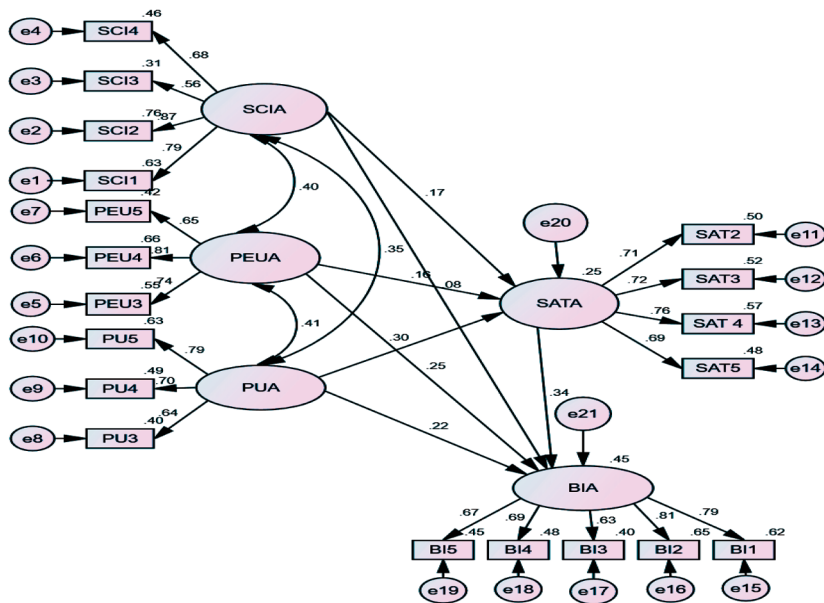 .46
e4 SCI4
.68
.31
e3 SCI3 .56
SCIA
.76 .87
e2 SCI2
.79
.63
e1 SCI1
.40
.17
.42
e7 PEU5
.65
.35
e20
.50
SAT2 e11
.71
.66
e6 PEU4 .81
PEUA
.16 .08
.25
.52
.72 SAT3 e12
SATA
.55 .74
e5 PEU3
.57
.76 SAT 4 e13
.63
e10 PU5
.41
.30
.69
.48
SAT5 e14
.79
.25
.49 .70
e9 PU4
PUA
.34
.64
.22
e21
.40
e8 PU3
.45
BIA
.67 .69 .63 .81 .79
.45 .48 .40 .65 .62
BI5 BI4 BI3 BI2 BI1
e19 e18 e17 e16 e15